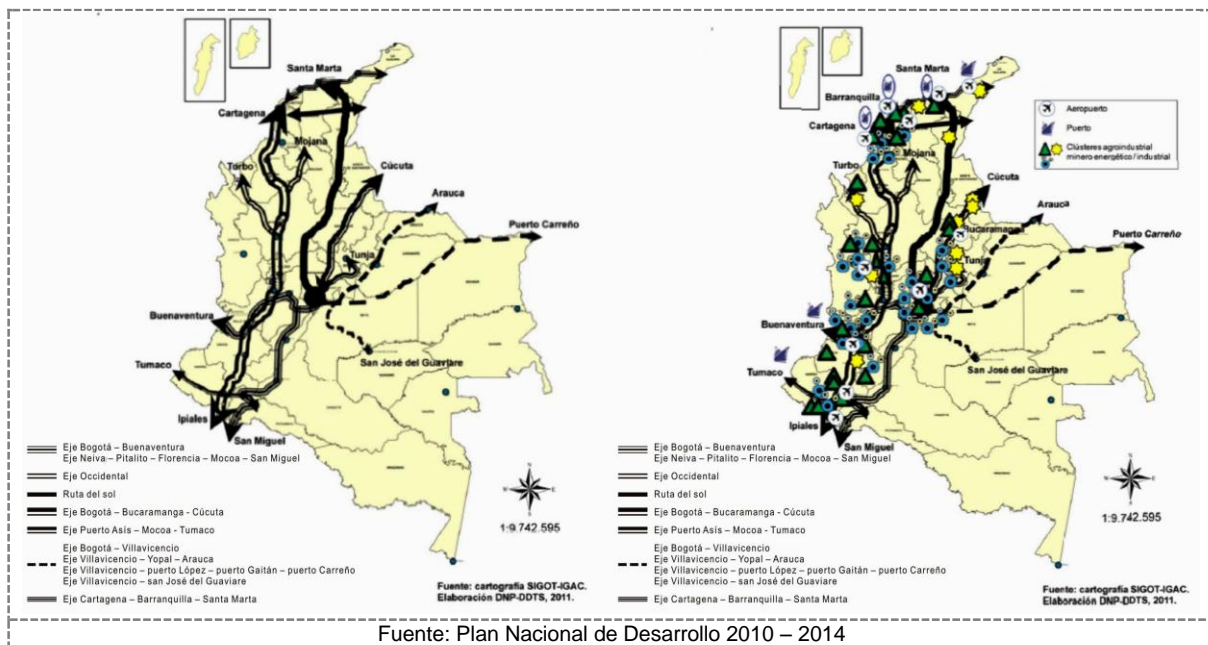 Santa Marta
Cartagena
Mojana
Turbo
Cúcuta
Arauca
Puerto Carreño
Tunja
Buenaventura
San José del Guaviare
Tumaco
Ipiales
San Miguel
Eje Bogotá – Buenaventura
Eje Neiva – Pitalito – Florencia – Mocoa – San Miguel
Eje Occidental
Ruta del sol
Eje Bogotá – Bucaramanga - Cúcuta
Eje Puerto Asís – Mocoa - Tumaco
Eje Bogotá – Villavicencio
Eje Villavicencio – Yopal – Arauca
Eje Villavicencio – puerto López – puerto Gaitán – puerto Carreño
Eje Villavicencio – san José del Guaviare
Eje Cartagena – Barranquilla – Santa Marta
1:9.742.595
Fuente: cartografía SIGOT-IGAC.
Elaboración DNP-DDTS, 2011.
Santa Marta
Barranquilla
Cartagena
Mojana
Turbo
Cúcuta
Arauca
Bucaramanga
Puerto Carreño
Tunja
Buenaventura
San José del Guaviare
Tumaco
Ipiales
San Miguel
Aeropuerto
Puerto
Clústeres agroindustrial
minero energético / industrial
Eje Bogotá – Buenaventura
Eje Neiva – Pitalito – Florencia – Mocoa – San Miguel
Eje Occidental
Ruta del sol
Eje Bogotá – Bucaramanga - Cúcuta
Eje Puerto Asís – Mocoa - Tumaco
Eje Bogotá – Villavicencio
Eje Villavicencio – Yopal – Arauca
Eje Villavicencio – puerto López – puerto Gaitán – puerto Carreño
Eje Villavicencio – san José del Guaviare
Eje Cartagena – Barranquilla – Santa Marta
1:9.742.595
Fuente: cartografía SIGOT-IGAC.
Elaboración DNP-DDTS, 2011.
Fuente: Plan Nacional de Desarrollo 2010 – 2014